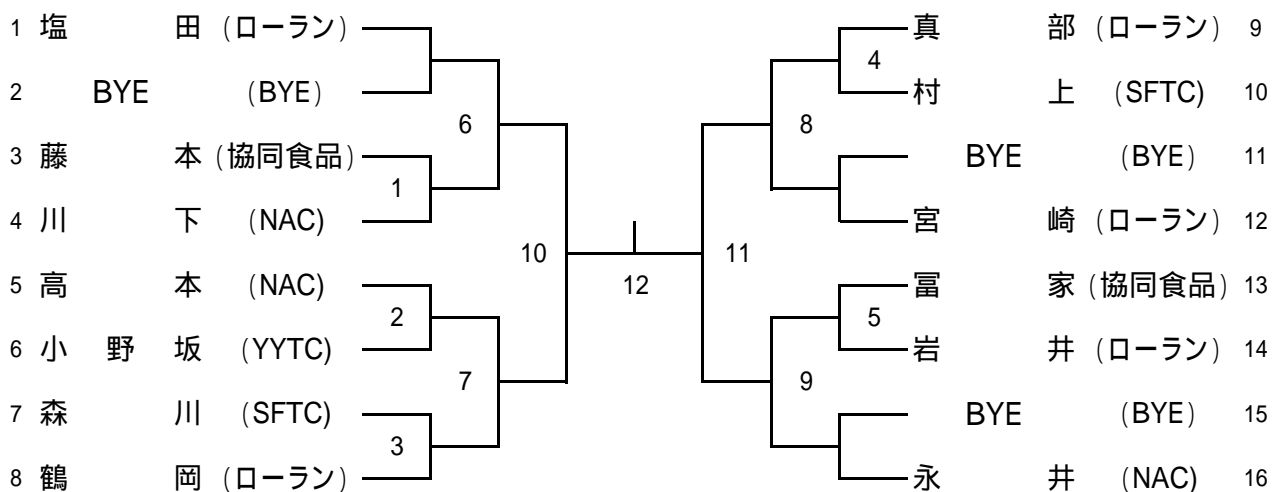 1 塩 田 (ローラン) 真 部 (ローラン) 9
4
2 BYE (BYE) 村 上 (SFTC) 10
6 8
3 藤 本 (協同食品) BYE (BYE) 11
1
4 川 下 (NAC) 宮 崎 (ローラン) 12
10 11
12
5 高 本 (NAC) 冨 家 (協同食品) 13
2 5
6 小 野 坂 (YYTC) 岩 井 (ローラン) 14
7 9
7 森 川 (SFTC) BYE (BYE) 15
3
8 鶴 岡 (ローラン) 永 井 (NAC) 16